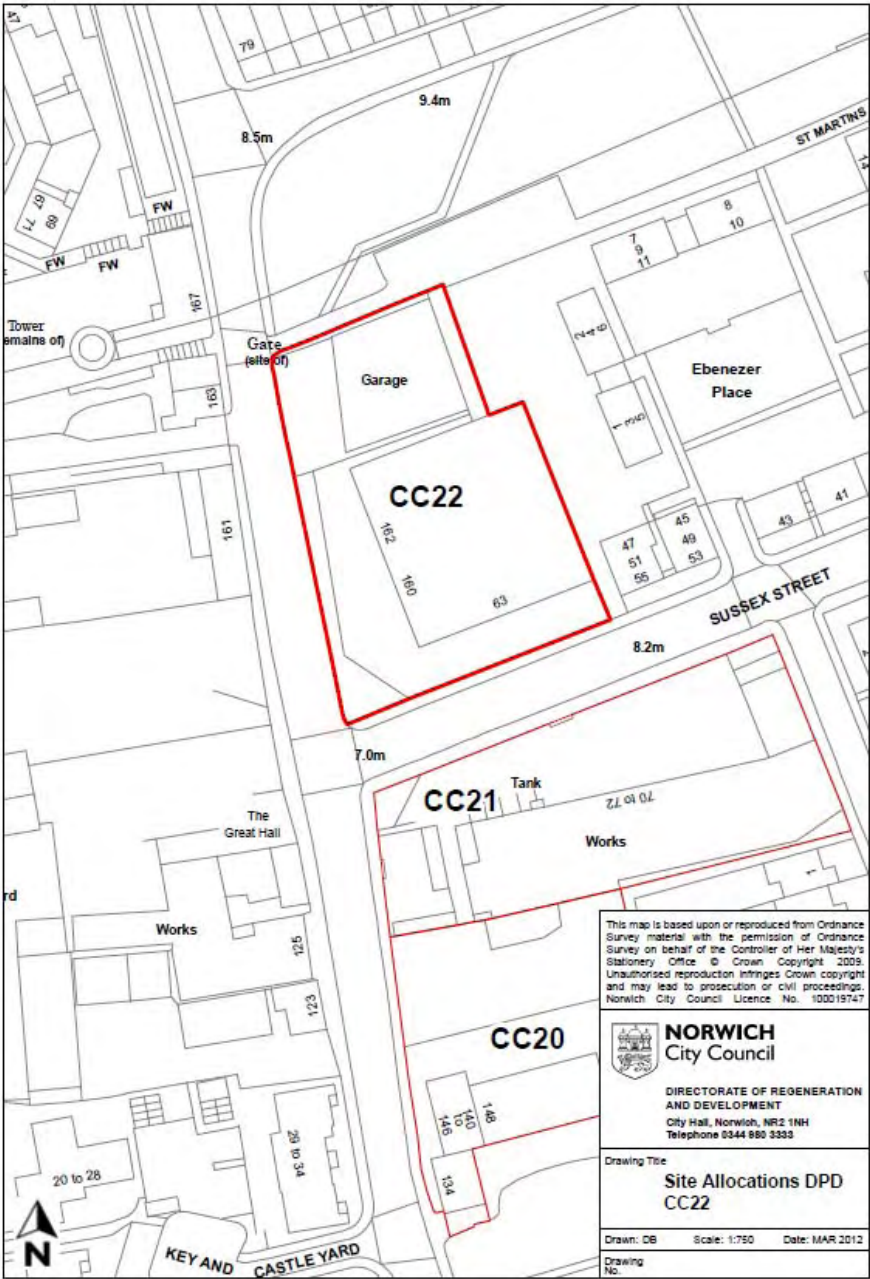 47
79
9.4m
8.5m
ST MARTINS
14
67
71
69
FW
FW
FW
167
8
10
7
9
11
Tower
emains of)
Gate
(site of)
2
4
6
163
Garage
Ebenezer
Place
1
3
5
CC22
162
160
161
63
45
49
53
47
51
55
43
41
SUSSEX STREET
8.2m
7.0m
CC21
Tank
70 to 72
The
Great Hall
Works
1
rd
Works
125
123
CC20
148
140
to
146
134
29 to 34
20 to 28
N
KEY AND CASTLE YARD
This map is based upon or reproduced from Ordnance
Survey material with the permission of Ordnance
Survey on behalf of the Controller of Her Majesty's
Stationery Office © Crown Copyright 2009.
Unauthorised reproduction infringes Crown copyright
and may lead to prosecution or civil proceedings.
Norwich City Council Licence No. 100019747
NORWICH
City Council
DIRECTORATE OF REGENERATION
AND DEVELOPMENT
City Hall, Norwich, NR2 1NH
Telephone 0344 980 3333
Drawing Title
Site Allocations DPD
CC22
Drawn: DB Scale: 1:750 Date: MAR 2012
Drawing
No.